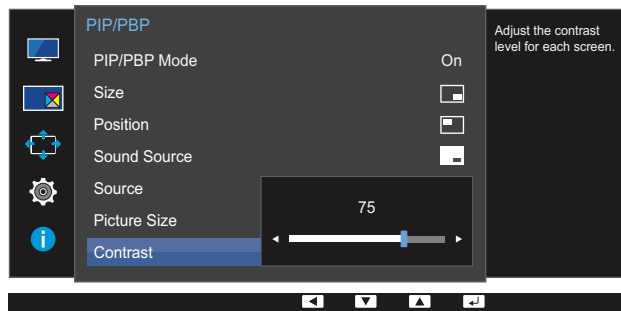 PIP/PBP
PIP/PBP Mode On
Size
Position
Sound Source
Source
Picture Size
Contrast
75
Adjust the contrast
level for each screen.